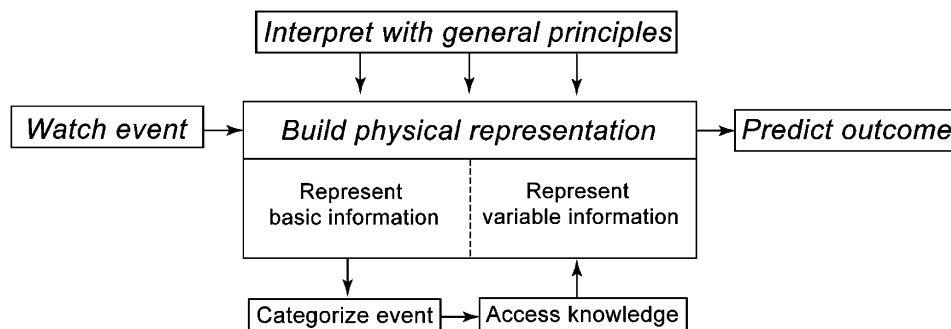 Interpret with general principles
Watch event
Build physical representation
Predict outcome
Represent
basic information
Represent
variable information
Categorize event
Access knowledge